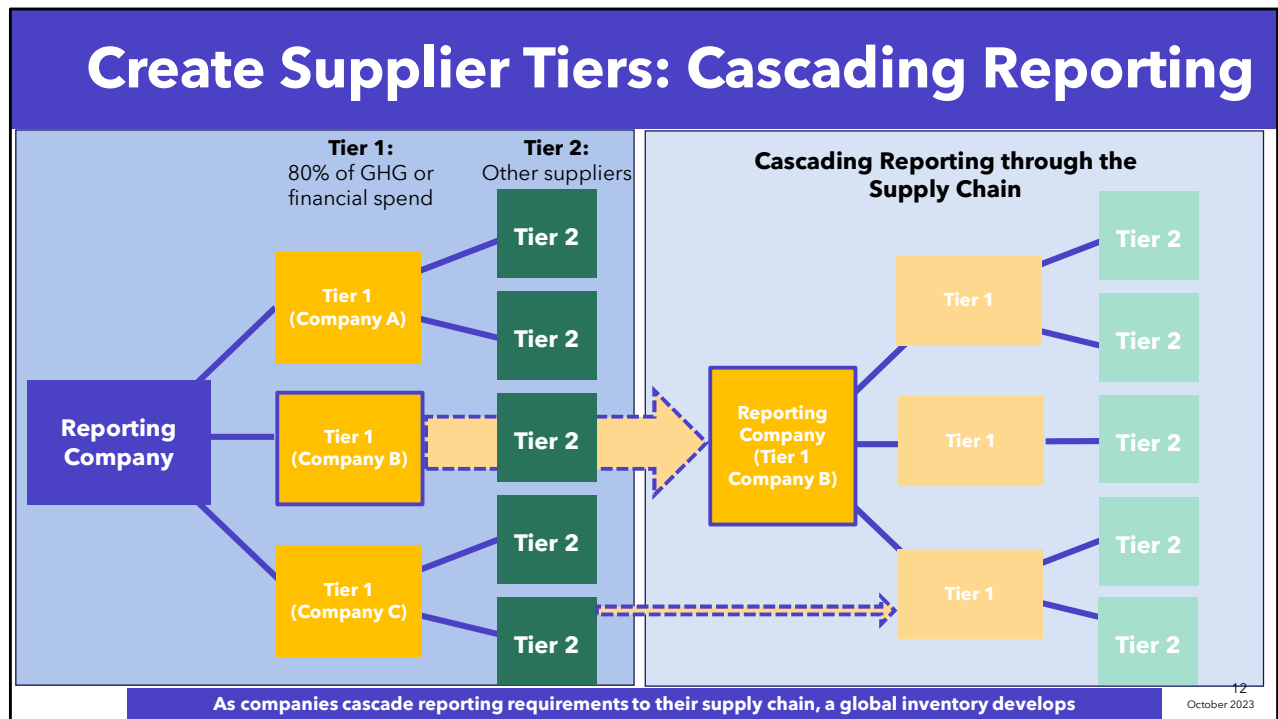 Create Supplier Tiers: Cascading Reporting
Tier 1:
80% of GHG or
financial spend
Tier 2:
Other suppliers
Reporting
Company
Tier 1
(Company A)
Tier 1
(Company B)
Tier 1
(Company C)
Tier 2
Tier 2
Tier 2
Tier 2
Tier 2
Cascading Reporting through the
Supply Chain
Reporting
Company
(Tier 1
Company B)
Tier 1
Tier 1
Tier 1
Tier 2
Tier 2
Tier 2
Tier 2
Tier 2
As companies cascade reporting requirements to their supply chain, a global inventory develops
12
October 2023